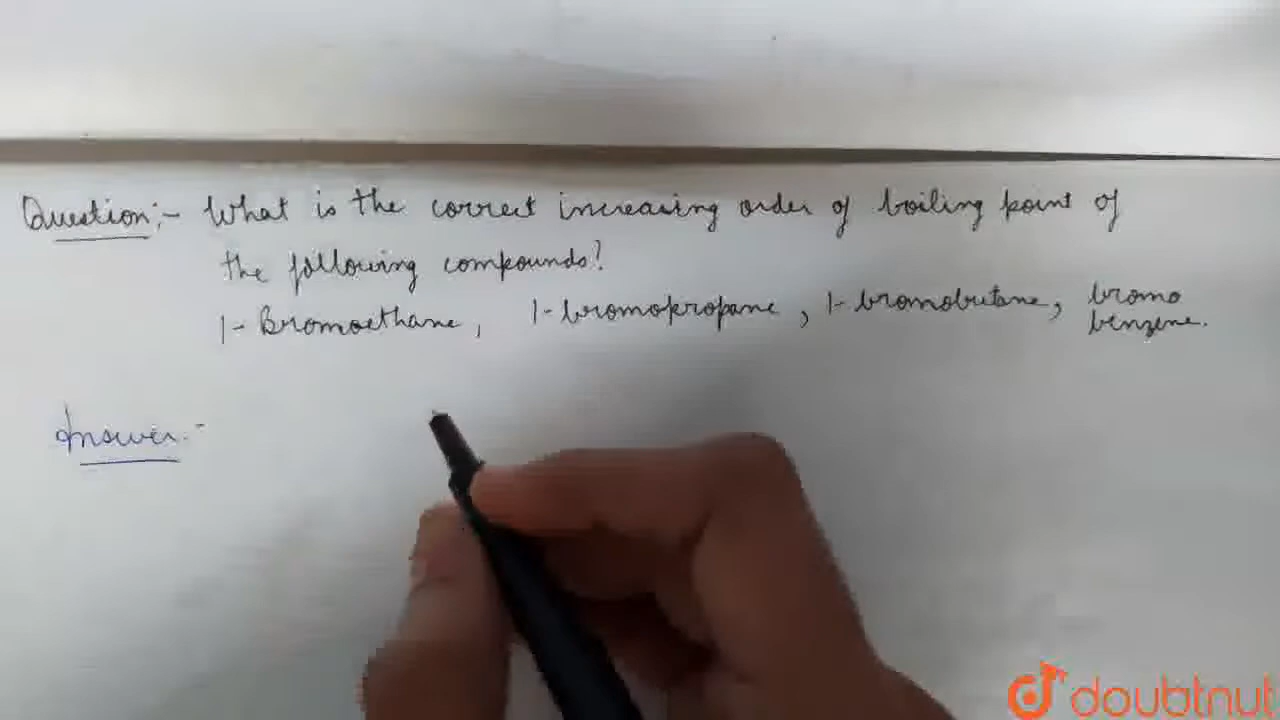 Question:- What is the correct increasing order of boiling point of
the following compounds?
1-Bromoethane, 1-bromopropane, 1-bromobutane, bromo
benzene.
Answer:-
doubtnut